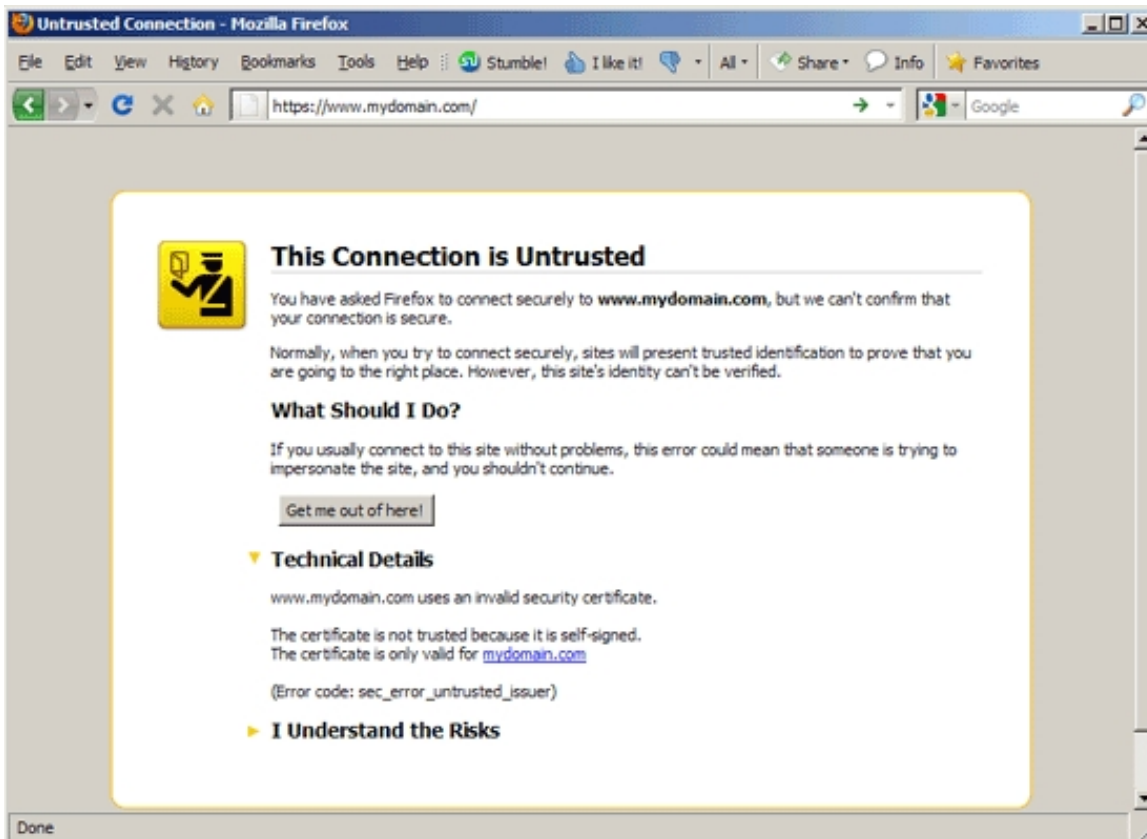 Untrusted Connection - Mozilla Firefox
File Edit View History Bookmarks Tools Help Stumble! I like it! All Share Info Favorites
https://www.mydomain.com/ Google
This Connection is Untrusted
You have asked Firefox to connect securely to www.mydomain.com, but we can't confirm that
your connection is secure.
Normally, when you try to connect securely, sites will present trusted identification to prove that you
are going to the right place. However, this site's identity can't be verified.
What Should I Do?
If you usually connect to this site without problems, this error could mean that someone is trying to
impersonate the site, and you shouldn't continue.
Get me out of here!
Technical Details
www.mydomain.com uses an invalid security certificate.
The certificate is not trusted because it is self-signed.
The certificate is only valid for mydomain.com
(Error code: sec_error_untrusted_issuer)
I Understand the Risks
Done